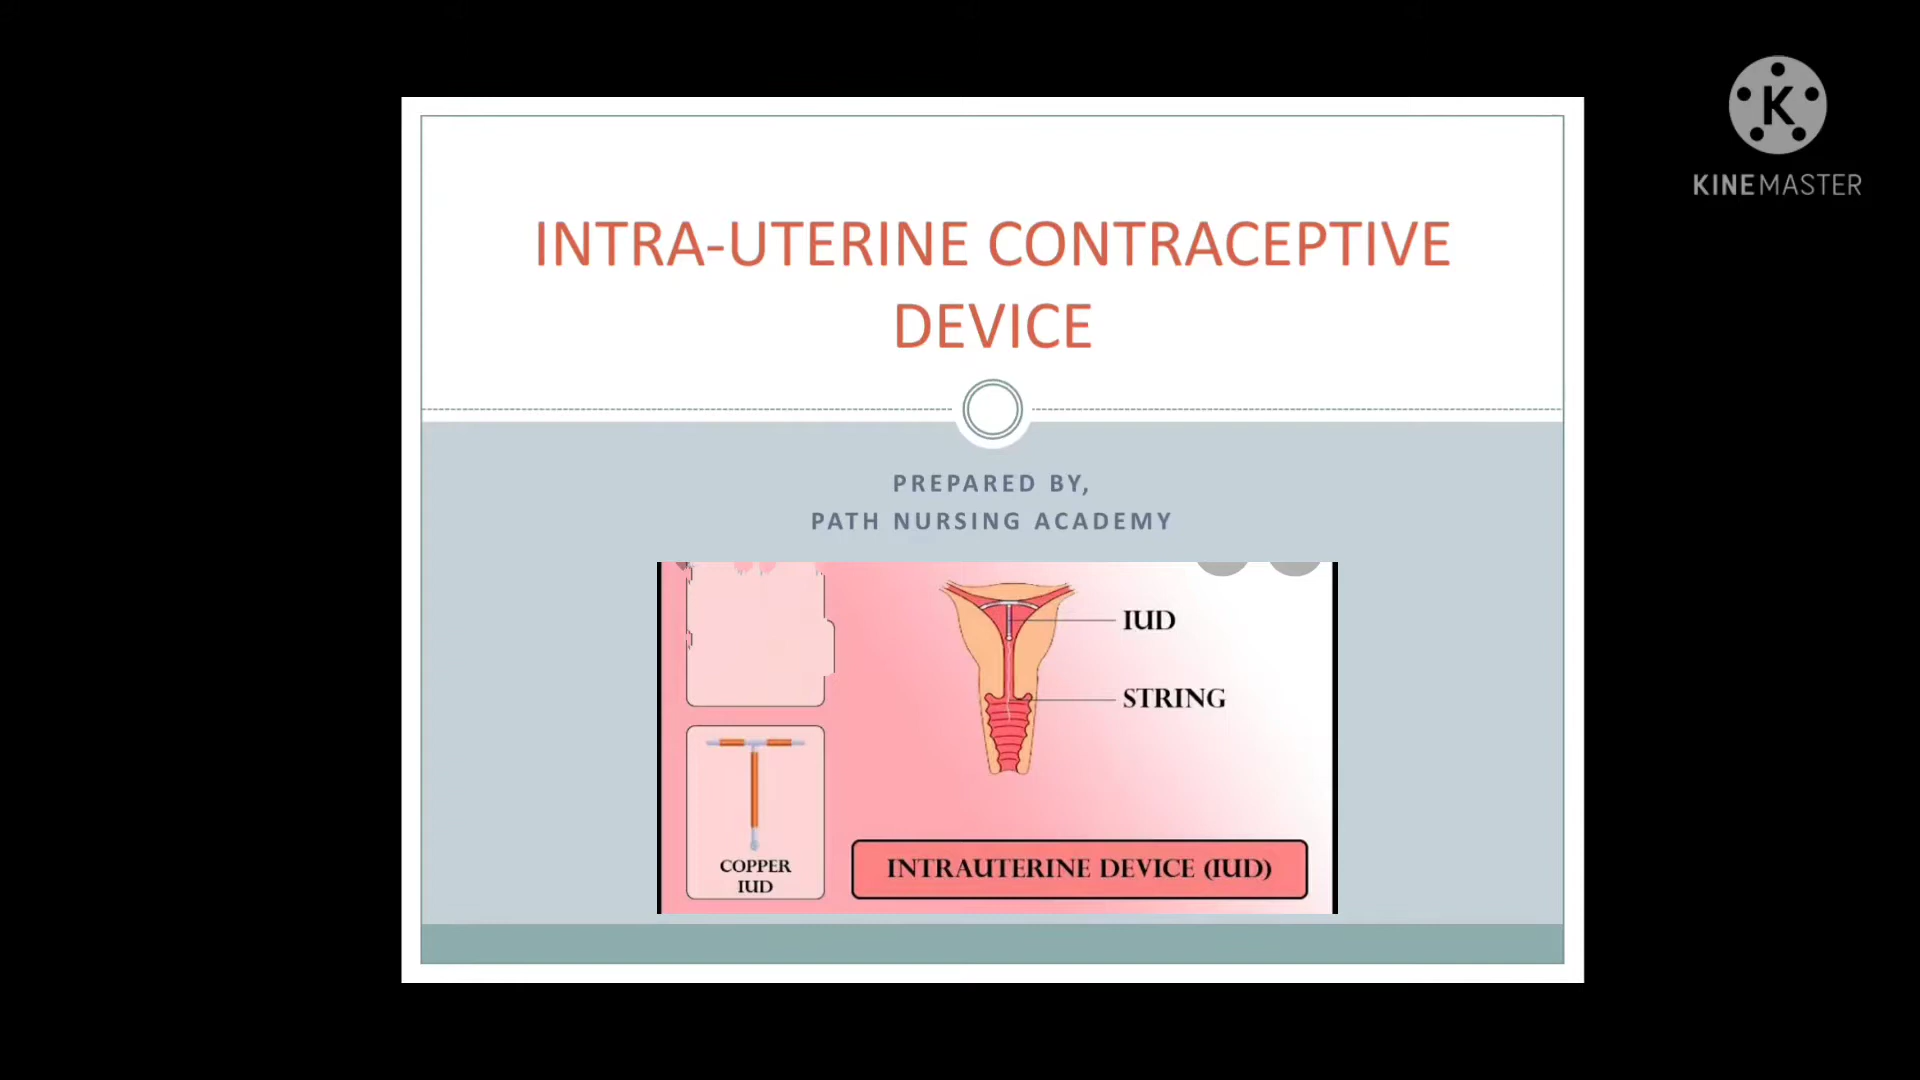 K
KINEMASTER
INTRA-UTERINE CONTRACEPTIVE
DEVICE
PREPARED BY,
PATH NURSING ACADEMY
IUD
STRING
COPPER
IUD
INTRAUTERINE DEVICE (IUD)